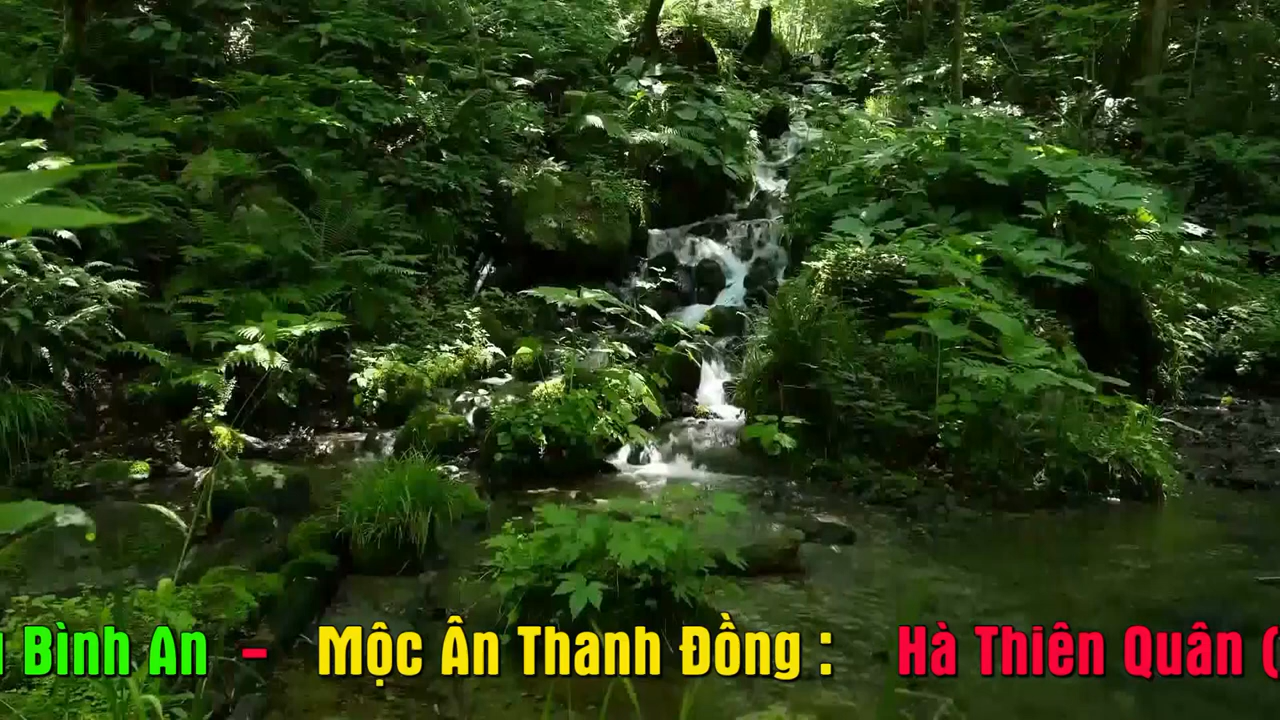 Bình An - Mộc Ân Thanh Đồng : Hà Thiên Quân (